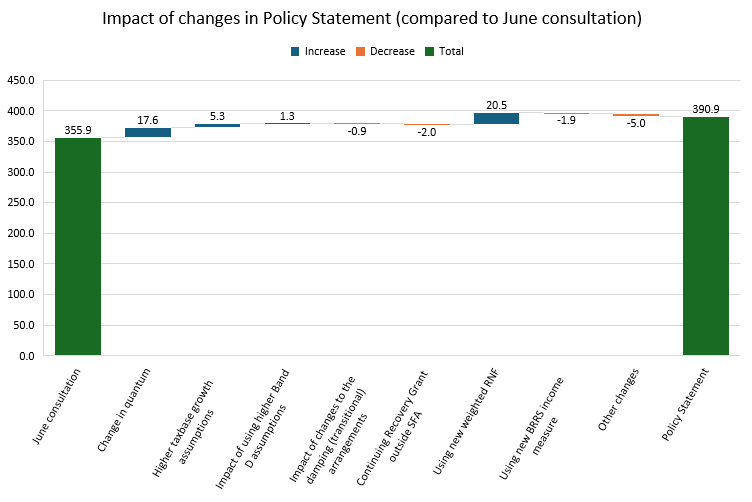 Impact of changes in Policy Statement (compared to June consultation)
Increase Decrease Total
450.0
400.0
350.0
300.0
250.0
200.0
150.0
100.0
50.0
0.0
355.9
17.6
5.3
1.3
-0.9
-2.0
20.5
-1.9
-5.0
390.9
June consultation
Change in quantum
Higher taxbase growth
assumptions
Impact of using higher Band
D assumptions
Impact of changes to the
damping (transitional)
arrangements
Continuing Recovery Grant
outside SFA
Using new weighted RNF
Using new BRRS income
measure
Other changes
Policy Statement